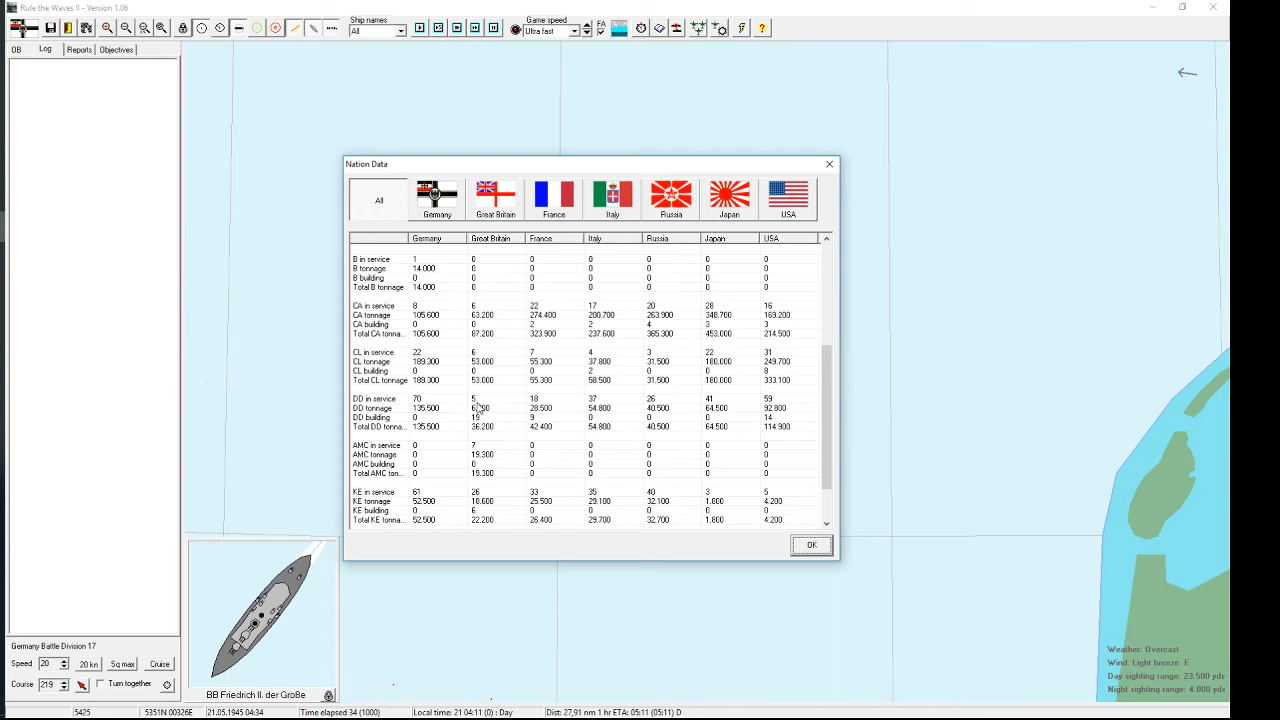 Rule the Waves II - Version 1.06
Ship names
All
Game speed
Ultra fast
FA
OB Log Reports Objectives
Nation Data
All Germany Great Britain France Italy Russia Japan USA
Germany Great Britain France Italy Russia Japan USA
B in service 1 0 0 0 0 0 0
B tonnage 14.000 0 0 0 0 0 0
B building 0 0 0 0 0 0 0
Total B tonnage 14.000 0 0 0 0 0 0
CA in service 8 6 22 17 20 28 16
CA tonnage 105.600 63.200 274.400 200.700 263.900 348.700 169.200
CA building 0 0 2 2 4 3 3
Total CA tonna... 105.600 87.200 323.900 237.600 365.300 453.000 214.500
CL in service 22 6 7 4 3 22 31
CL tonnage 189.300 53.000 55.300 37.800 31.500 180.000 249.700
CL building 0 0 0 2 0 0 8
Total CL tonnage 189.300 53.000 55.300 58.500 31.500 180.000 333.100
DD in service 70 5 18 37 26 41 59
DD tonnage 135.500 28.500 54.800 40.500 64.500 92.800
DD building 0 19 9 0 0 0 14
Total DD tonna... 135.500 36.200 42.400 54.800 40.500 64.500 114.900
AMC in service 0 7 0 0 0 0 0
AMC tonnage 0 19.300 0 0 0 0 0
AMC building 0 0 0 0 0 0 0
Total AMC ton... 0 19.300 0 0 0 0 0
KE in service 61 26 33 35 40 3 5
KE tonnage 52.500 18.600 25.500 29.100 32.100 1.800 4.200
KE building 0 6 0 0 0 0 0
Total KE tonna... 52.500 22.200 26.400 29.700 32.700 1.800 4.200
OK
Germany Battle Division 17
Speed 20 20 kn Sq max Cruise
Course 219 Turn together
BB Friedrich II. der Große
Weather: Overcast
Wind: Light breeze E
Day sighting range: 23.500 yds
Night sighting range: 4.000 yds
5425 5351N 00326E 21.05.1945 04:34 Time elapsed 34 (1000) Local time: 21 04:11 (0) : Day Dist: 27,91 nm 1 hr ETA: 05:11 (05:11) D